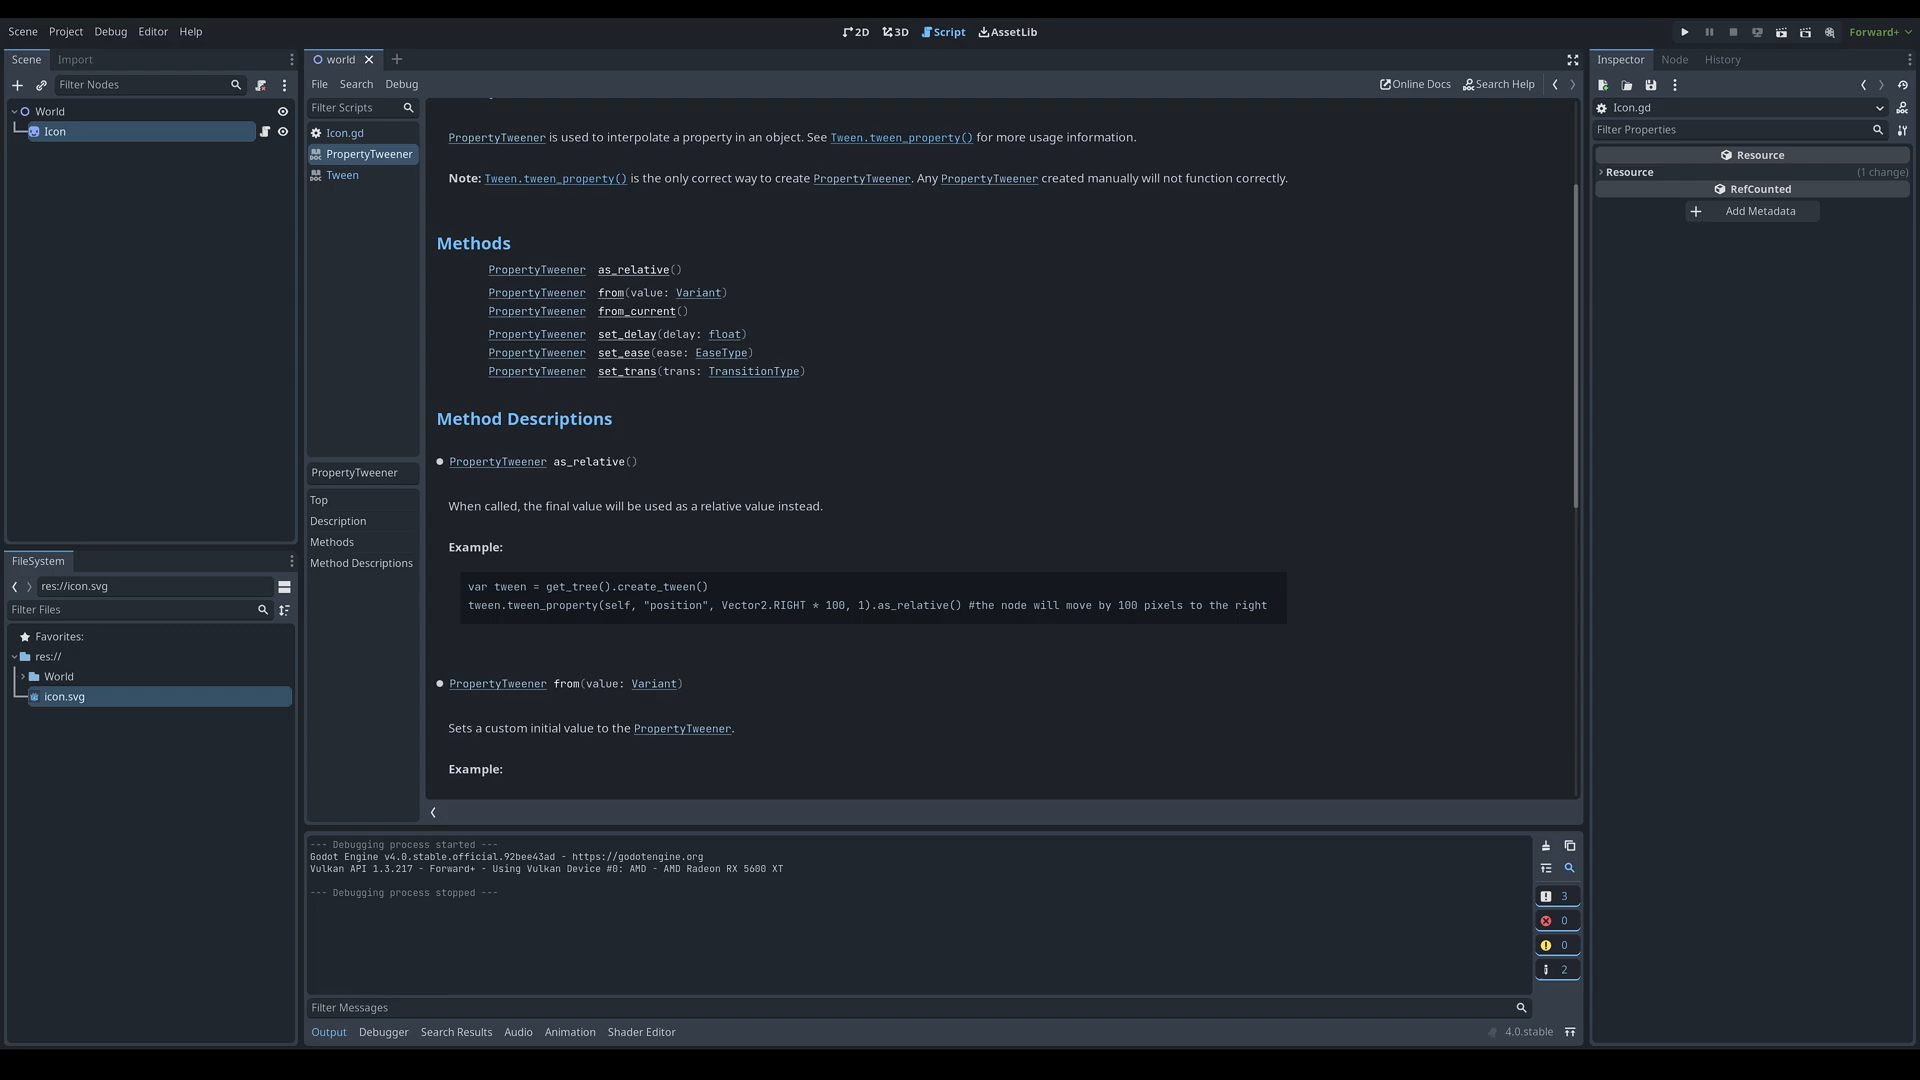 Scene Project Debug Editor Help
2D 3D Script AssetLib
Forward+
Scene Import
Filter Nodes
World
Icon
FileSystem
res://icon.svg
Filter Files
Favorites:
res://
World
icon.svg
world
File Search Debug
Online Docs Search Help
Filter Scripts
Icon.gd
PropertyTweener
Tween
PropertyTweener
Top
Description
Methods
Method Descriptions
PropertyTweener is used to interpolate a property in an object. See Tween.tween_property() for more usage information.
Note: Tween.tween_property() is the only correct way to create PropertyTweener. Any PropertyTweener created manually will not function correctly.
Methods
PropertyTweener as_relative()
PropertyTweener from(value: Variant)
PropertyTweener from_current()
PropertyTweener set_delay(delay: float)
PropertyTweener set_ease(ease: EaseType)
PropertyTweener set_trans(trans: TransitionType)
Method Descriptions
PropertyTweener as_relative()
When called, the final value will be used as a relative value instead.
Example:
var tween = get_tree().create_tween()
tween.tween_property(self, "position", Vector2.RIGHT * 100, 1).as_relative() #the node will move by 100 pixels to the right
PropertyTweener from(value: Variant)
Sets a custom initial value to the PropertyTweener.
Example:
--- Debugging process started ---
Godot Engine v4.0.stable.official.92bee43ad - https://godotengine.org
Vulkan API 1.3.217 - Forward+ - Using Vulkan Device #0: AMD - AMD Radeon RX 5600 XT
--- Debugging process stopped ---
3
0
0
2
Filter Messages
Output Debugger Search Results Audio Animation Shader Editor
4.0.stable
Inspector Node History
Icon.gd
Filter Properties
Resource
Resource (1 change)
RefCounted
Add Metadata